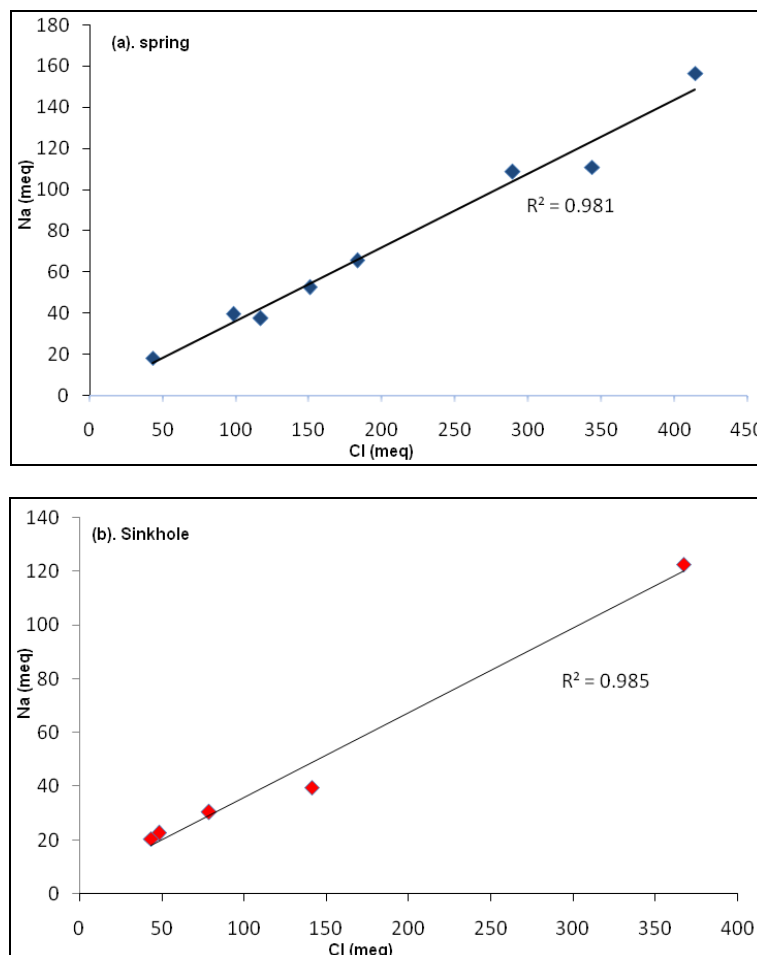 (a). spring
180
160
140
120
100
80
60
40
20
0
Na (meq)
R² = 0.981
0 50 100 150 200 250 300 350 400 450
Cl (meq)
(b). Sinkhole
140
120
100
80
60
40
20
0
Na (meq)
R² = 0.985
0 50 100 150 200 250 300 350 400
Cl (meq)